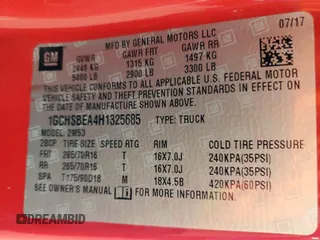 07/17
MFD BY GENERAL MOTORS LLC
GM
GVWR GAWR FRT GAWR RR
2449 KG 1315 KG 1497 KG
5400 LB 2900 LB 3300 LB
THIS VEHICLE CONFORMS TO ALL APPLICABLE U.S. FEDERAL MOTOR
VEHICLE SAFETY AND THEFT PREVENTION STANDARDS IN EFFECT
ON THE DATE OF MANUFACTURE SHOWN ABOVE.
1GCHSBEA4H1325685 TYPE: TRUCK
MODEL: 2M53
2BCP TIRE SIZE SPEED RTG RIM COLD TIRE PRESSURE
FRT 265/70R16 T 16X7.0J 240KPA(35PSI)
RR 265/70R16 T 16X7.0J 240KPA(35PSI)
SPA T175/90D18 M 18X4.5B 420KPA(60PSI)
SEE OWNER'S MANUAL
DREAMBID